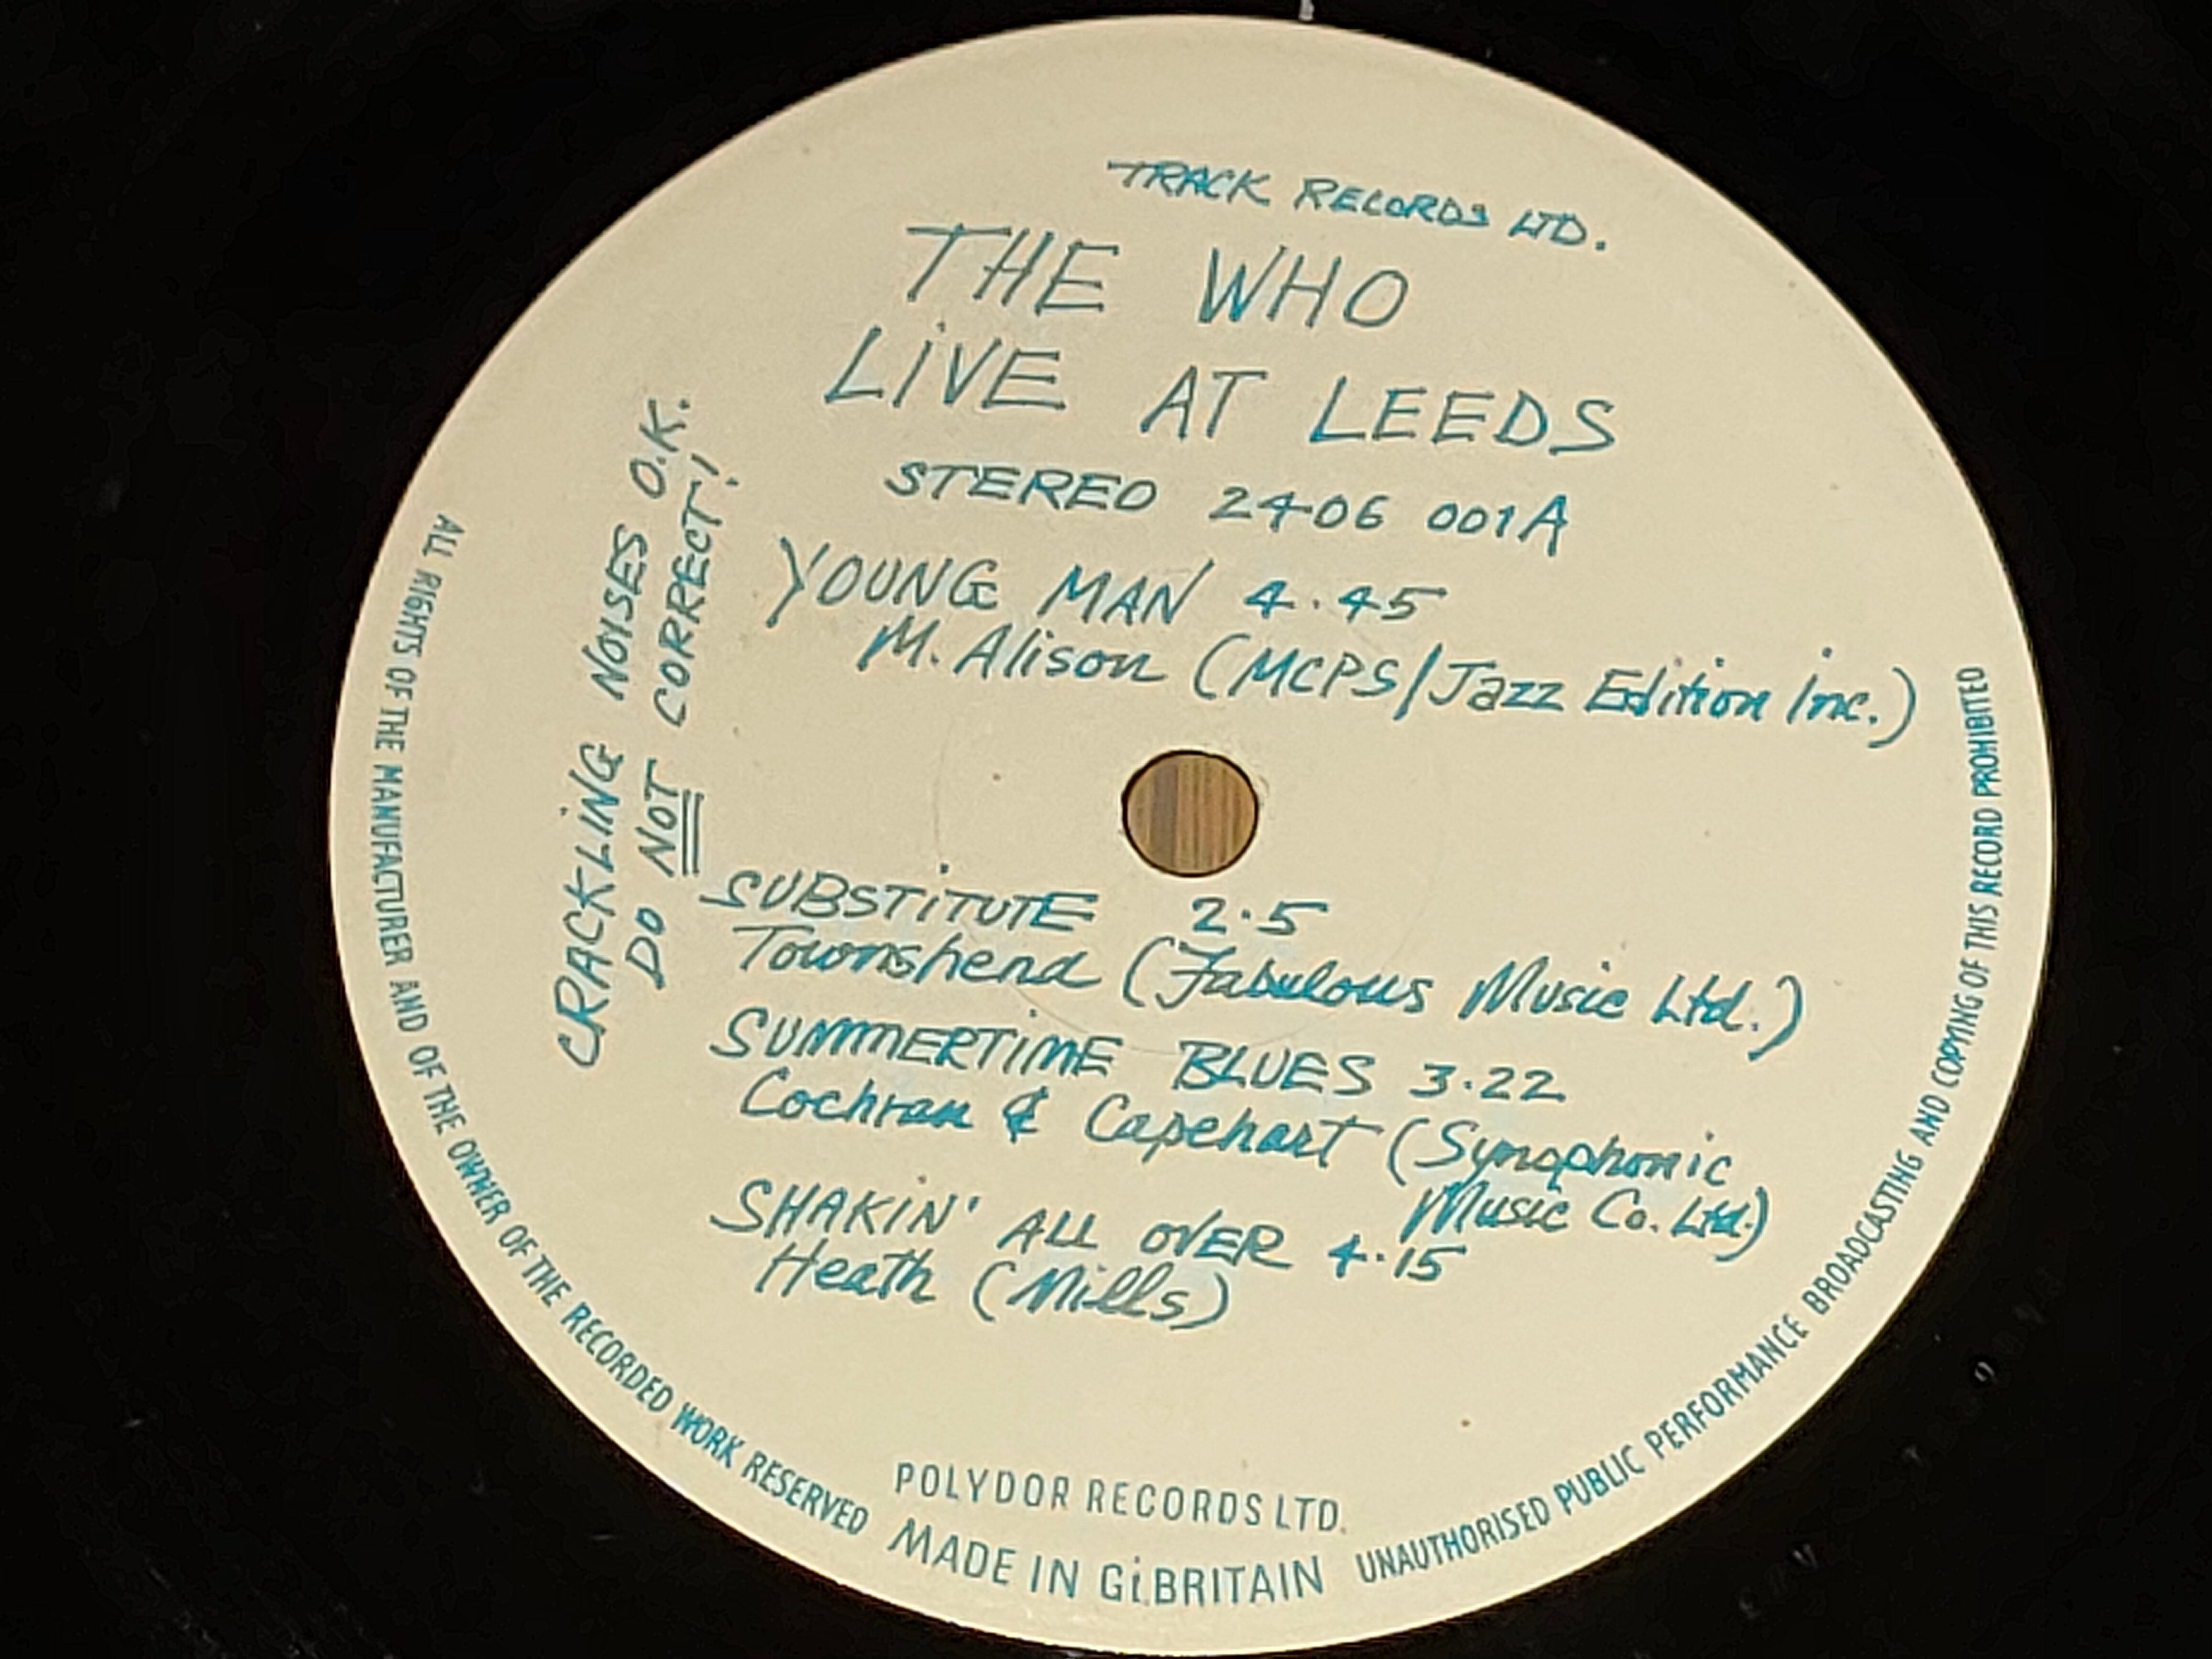 TRACK RECORDS LTD.
THE WHO
LiVE AT LEEDS
STEREO 2406 001A
YOUNG MAN 4.45
M. Alison (MCPS/Jazz Edition Inc.)
CRACKLiNG NOISES O.K.
DO NOT CORRECT!
SUBSTiTUTE 2.5
Townshend (Fabulous Music Ltd.)
SUMMERTiME BLUES 3.22
Cochran & Capehart (Synophonic
Music Co. Ltd.)
SHAKiN' ALL OVER 4.15
Heath (Mills)
POLYDOR RECORDS LTD.
MADE IN Gt.BRITAIN
ALL RIGHTS OF THE MANUFACTURER AND OF THE OWNER OF THE RECORDED WORK RESERVED
UNAUTHORISED PUBLIC PERFORMANCE BROADCASTING AND COPYING OF THIS RECORD PROHIBITED